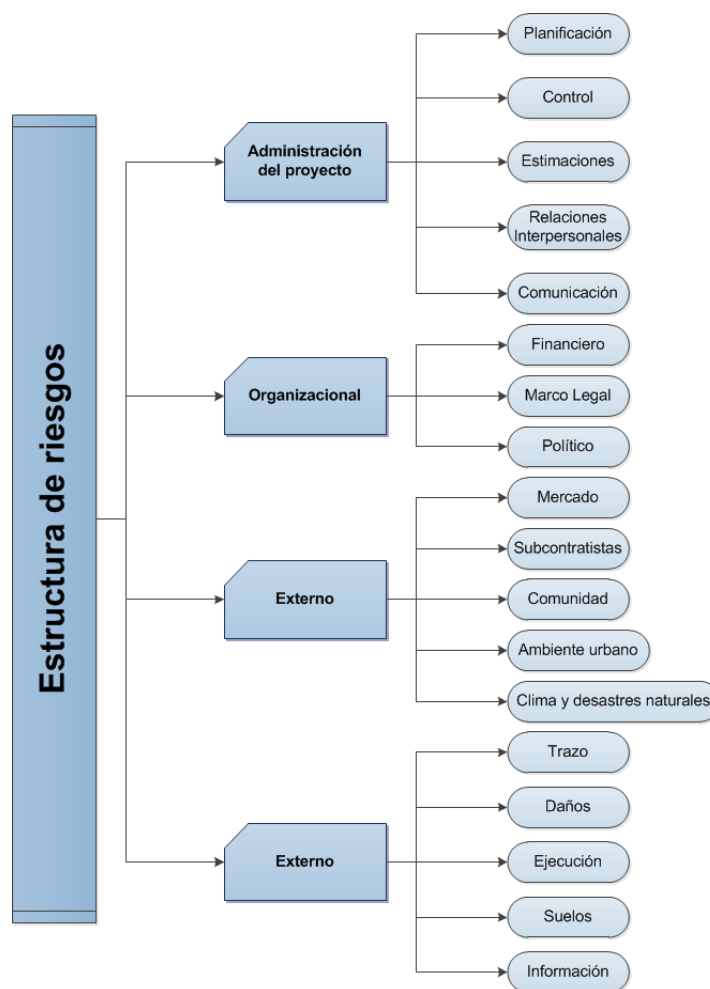 Estructura de riesgos
Administración
del proyecto
Planificación
Control
Estimaciones
Relaciones
Interpersonales
Comunicación
Organizacional
Financiero
Marco Legal
Político
Externo
Mercado
Subcontratistas
Comunidad
Ambiente urbano
Clima y desastres naturales
Externo
Trazo
Daños
Ejecución
Suelos
Información